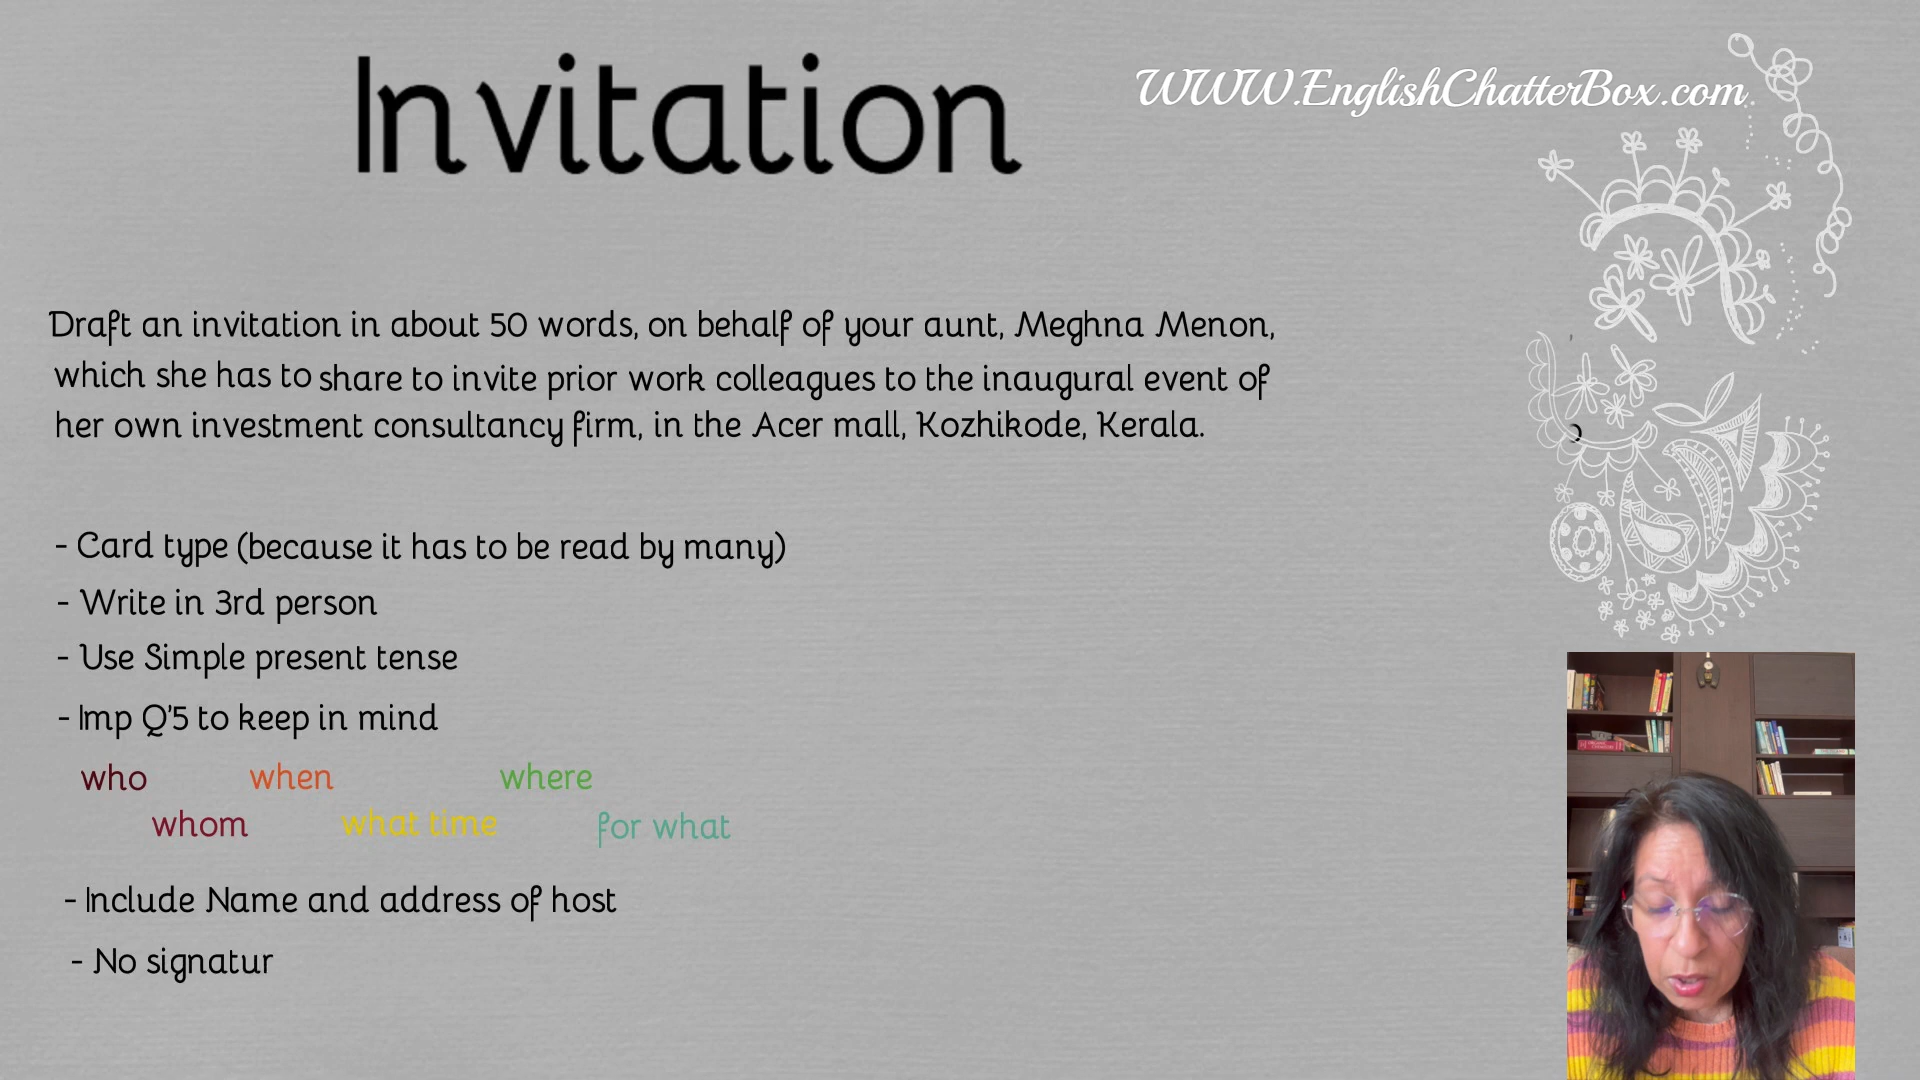 Invitation
WWW.EnglishChatterBox.com
Draft an invitation in about 50 words, on behalf of your aunt, Meghna Menon,
which she has to share to invite prior work colleagues to the inaugural event of
her own investment consultancy firm, in the Acer mall, Kozhikode, Kerala.
- Card type (because it has to be read by many)
- Write in 3rd person
- Use Simple present tense
- Imp Q'5 to keep in mind
who when where
whom what time for what
- Include Name and address of host
- No signatur